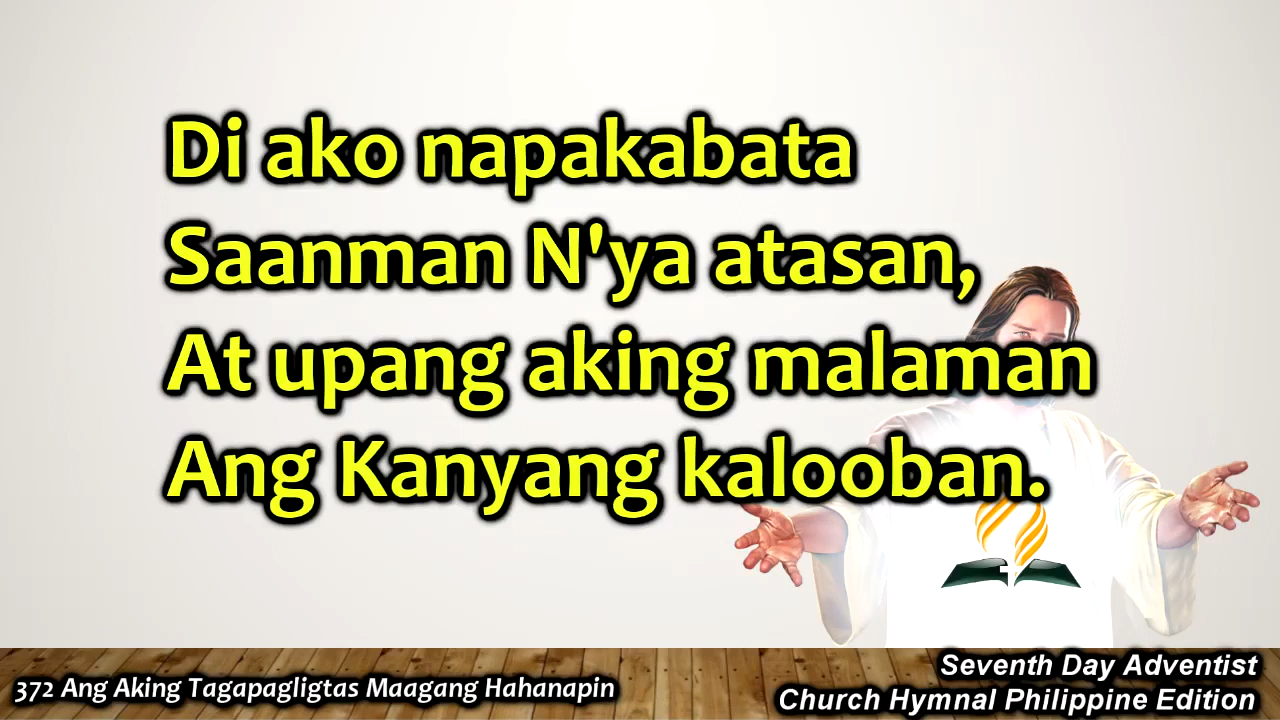 Di ako napakabata
Saanman N'ya atasan,
At upang aking malaman
Ang Kanyang kalooban.
372 Ang Aking Tagapagligtas Maagang Hahanapin
Seventh Day Adventist
Church Hymnal Philippine Edition